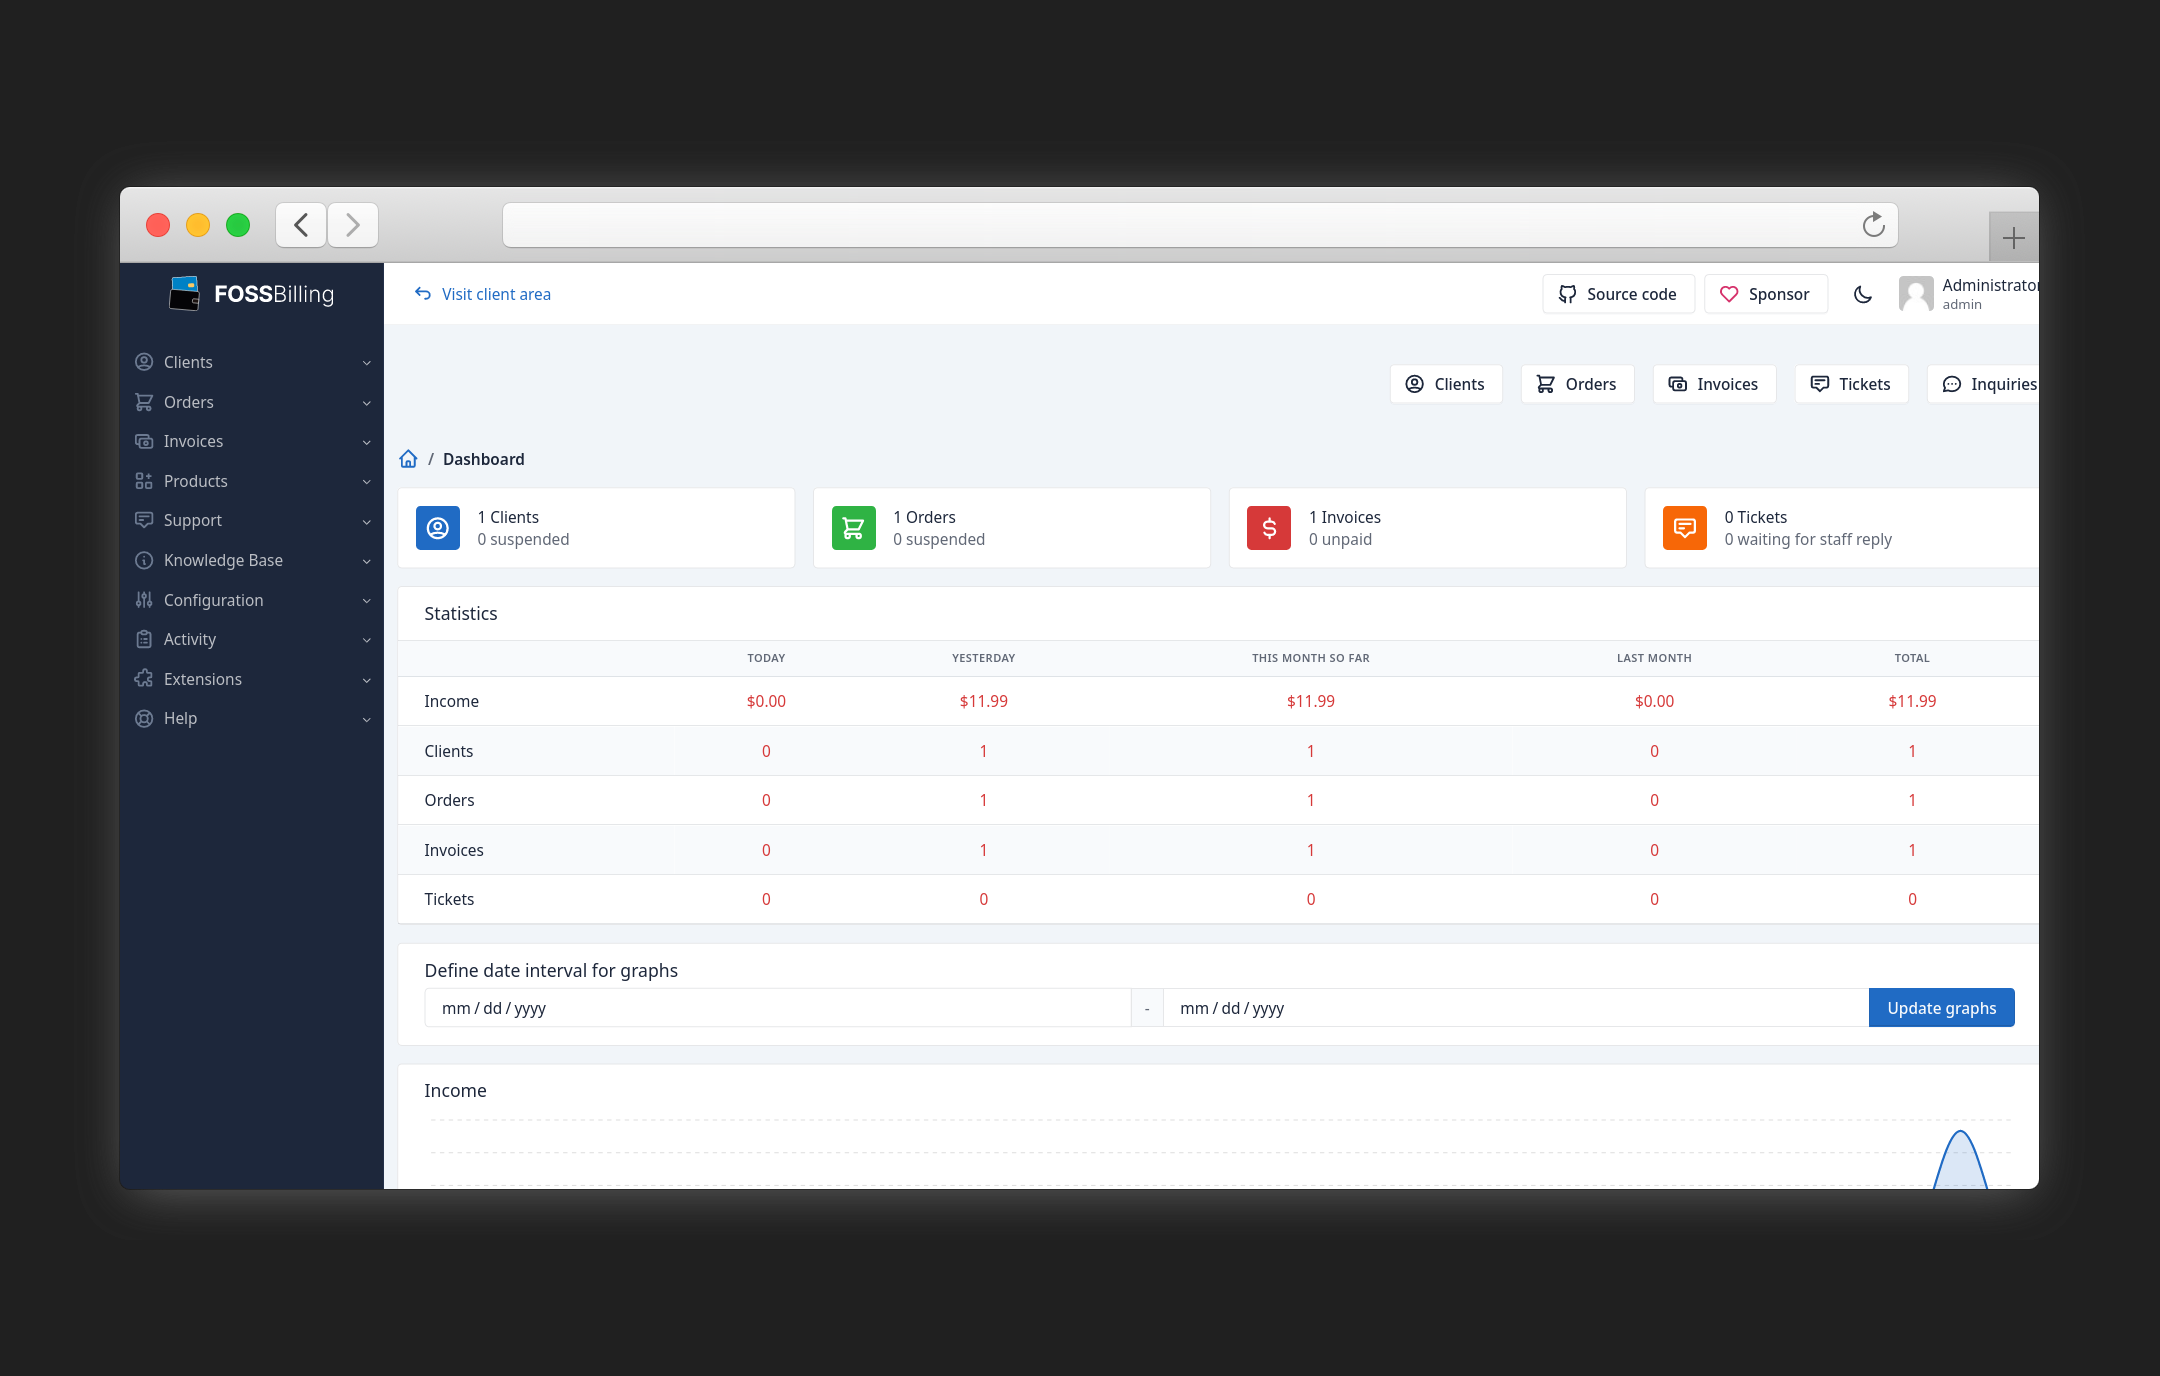 FOSSBilling
Visit client area
Source code
Sponsor
Administrator
admin
Clients
Orders
Invoices
Products
Support
Knowledge Base
Configuration
Activity
Extensions
Help
Clients
Orders
Invoices
Tickets
Inquiries
/ Dashboard
1 Clients
0 suspended
1 Orders
0 suspended
1 Invoices
0 unpaid
0 Tickets
0 waiting for staff reply
Statistics
TODAY YESTERDAY THIS MONTH SO FAR LAST MONTH TOTAL
Income $0.00 $11.99 $11.99 $0.00 $11.99
Clients 0 1 1 0 1
Orders 0 1 1 0 1
Invoices 0 1 1 0 1
Tickets 0 0 0 0 0
Define date interval for graphs
mm/dd/yyyy - mm/dd/yyyy Update graphs
Income